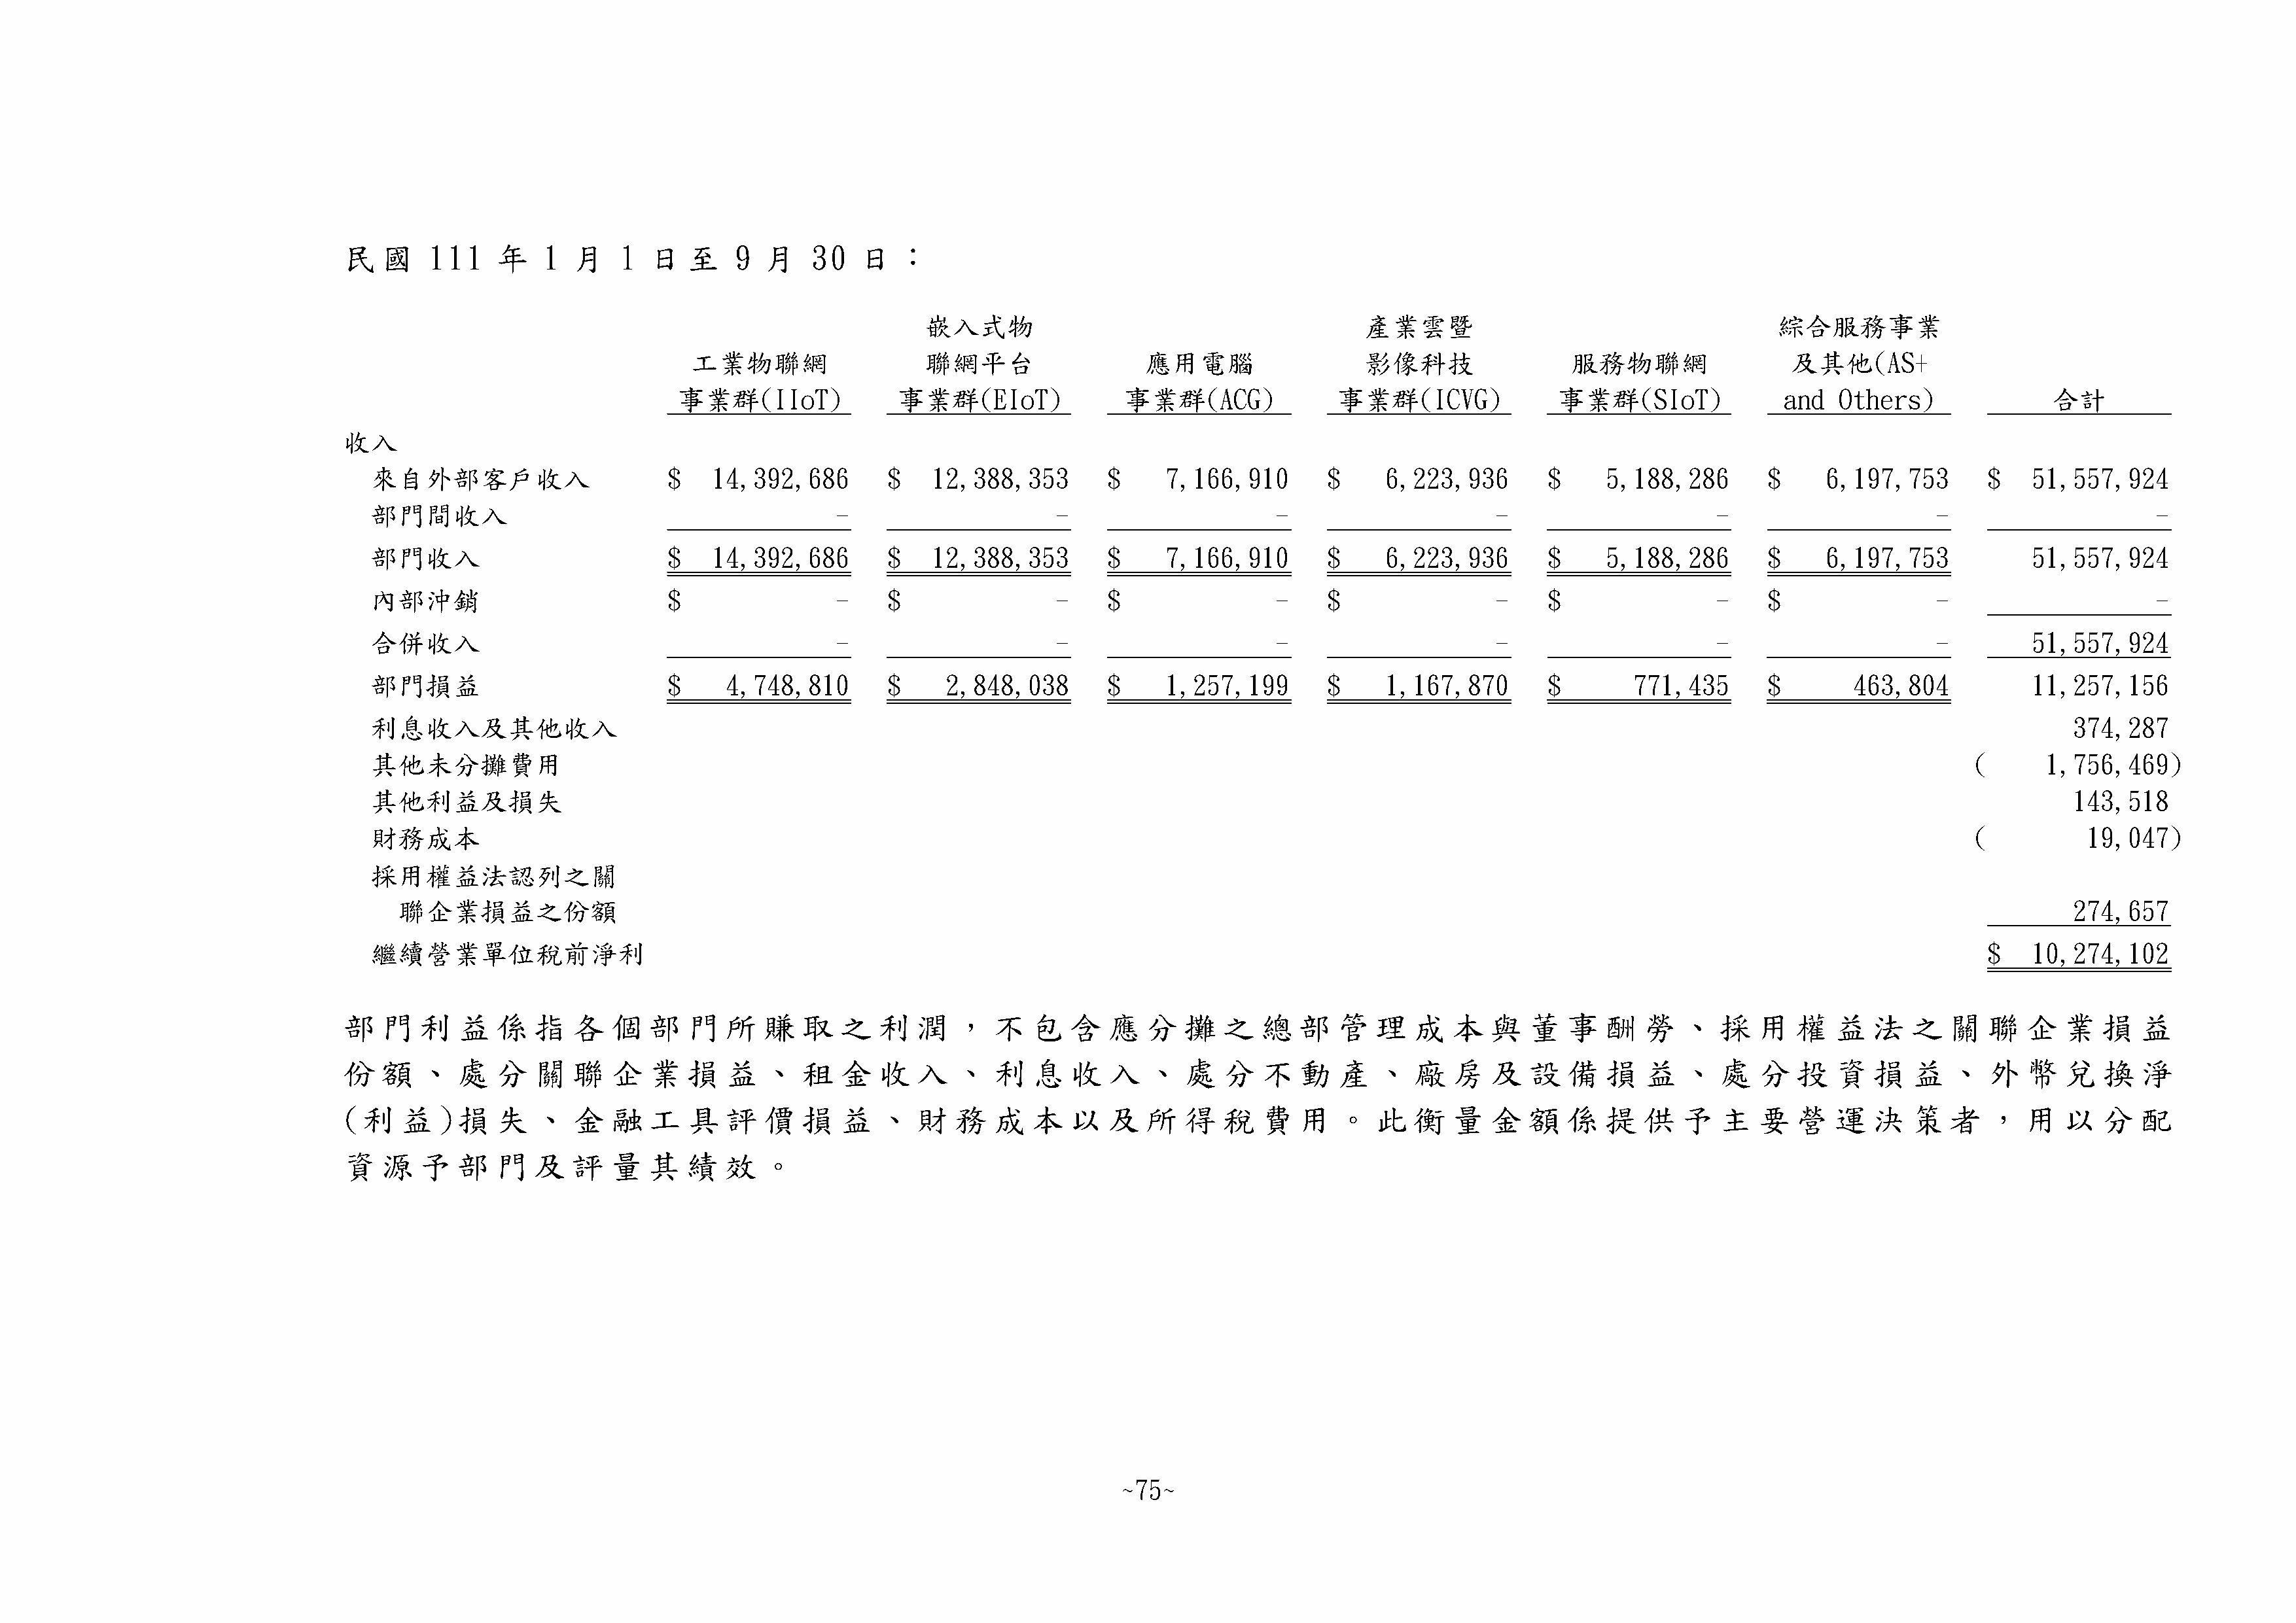 民國 111 年 1 月 1 日至 9 月 30 日：
嵌入式物 產業雲暨 綜合服務事業
工業物聯網 聯網平台 應用電腦 影像科技 服務物聯網 及其他(AS+
事業群(IIoT) 事業群(EIoT) 事業群(ACG) 事業群(ICVG) 事業群(SIoT) and Others) 合計
收入
來自外部客戶收入 $ 14,392,686 $ 12,388,353 $ 7,166,910 $ 6,223,936 $ 5,188,286 $ 6,197,753 $ 51,557,924
部門間收入 - - - - - - -
部門收入 $ 14,392,686 $ 12,388,353 $ 7,166,910 $ 6,223,936 $ 5,188,286 $ 6,197,753 51,557,924
內部沖銷 $ - $ - $ - $ - $ - $ - -
合併收入 - - - - - - 51,557,924
部門損益 $ 4,748,810 $ 2,848,038 $ 1,257,199 $ 1,167,870 $ 771,435 $ 463,804 11,257,156
利息收入及其他收入 374,287
其他未分攤費用 ( 1,756,469)
其他利益及損失 143,518
財務成本 ( 19,047)
採用權益法認列之關
聯企業損益之份額 274,657
繼續營業單位稅前淨利 $ 10,274,102
部門利益係指各個部門所賺取之利潤，不包含應分攤之總部管理成本與董事酬勞、採用權益法之關聯企業損益
份額、處分關聯企業損益、租金收入、利息收入、處分不動產、廠房及設備損益、處分投資損益、外幣兌換淨
(利益)損失、金融工具評價損益、財務成本以及所得稅費用。此衡量金額係提供予主要營運決策者，用以分配
資源予部門及評量其績效。
~75~